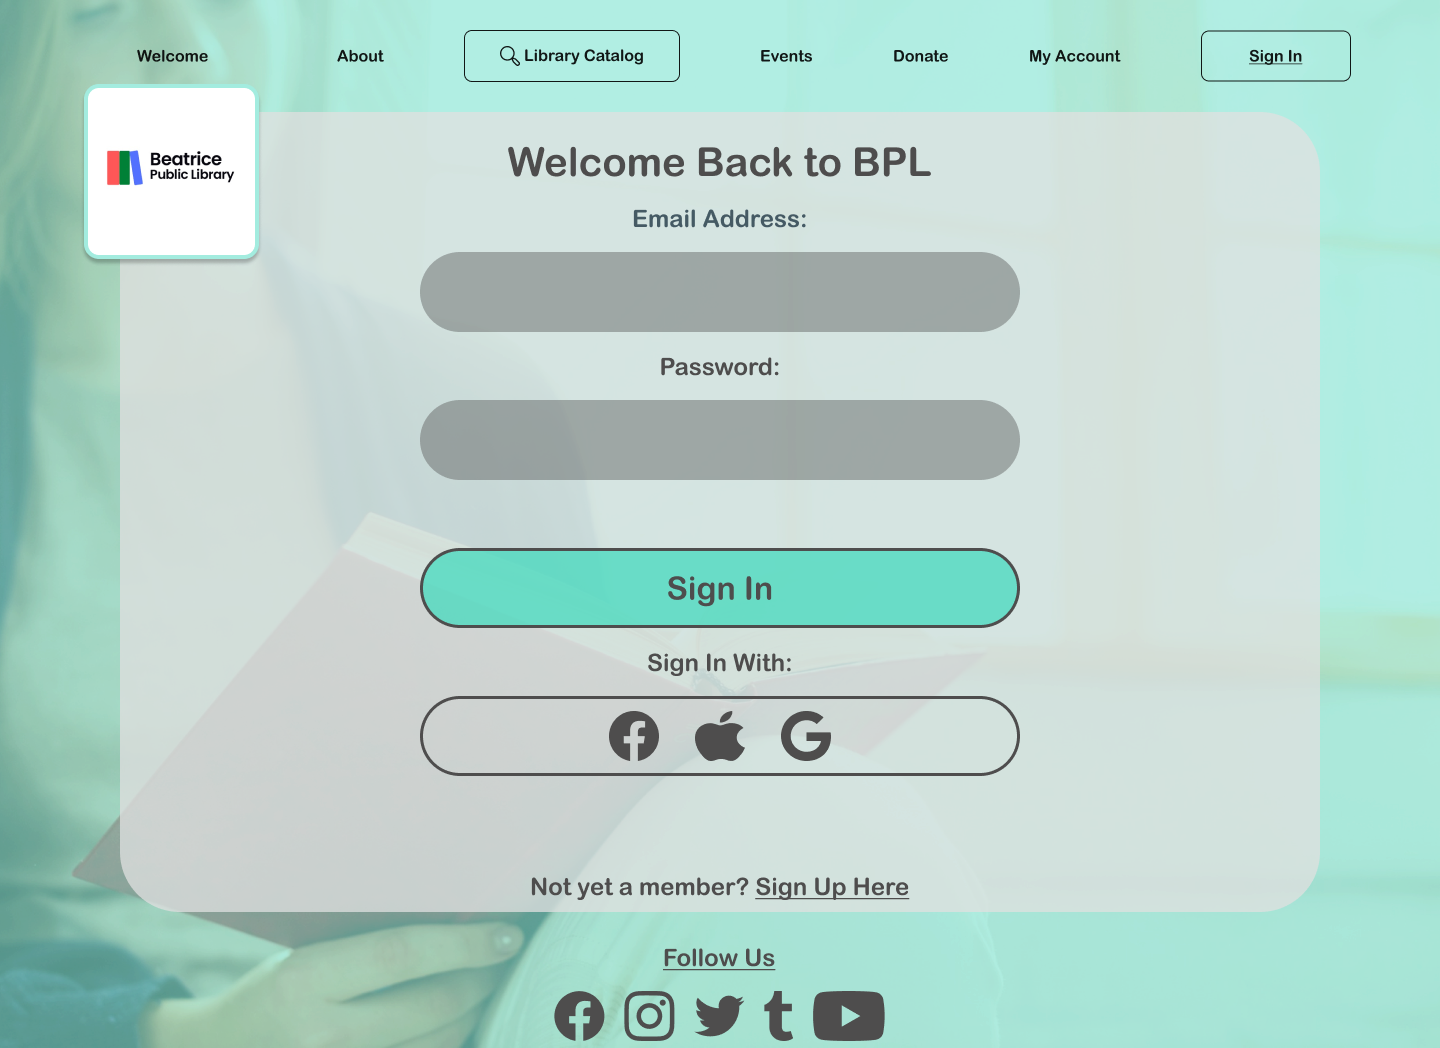 Welcome
About
Library Catalog
Events
Donate
My Account
Sign In
Beatrice
Public Library
Welcome Back to BPL
Email Address:
Password:
Sign In
Sign In With:
Not yet a member? Sign Up Here
Follow Us